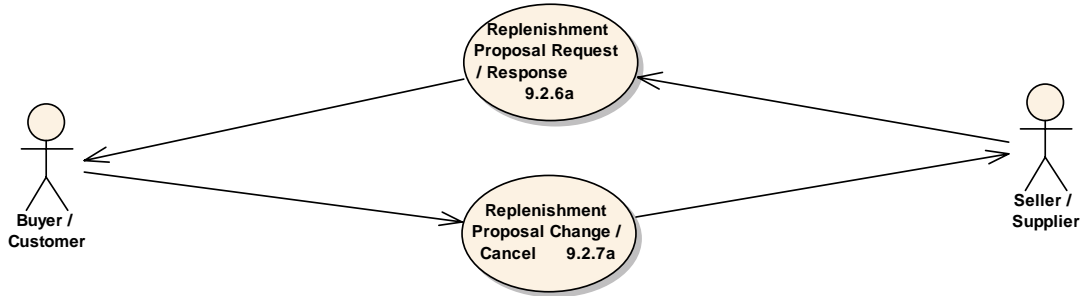 Replenishment
Proposal Request
/ Response
9.2.6a
Buyer /
Customer
Replenishment
Proposal Change /
Cancel 9.2.7a
Seller /
Supplier